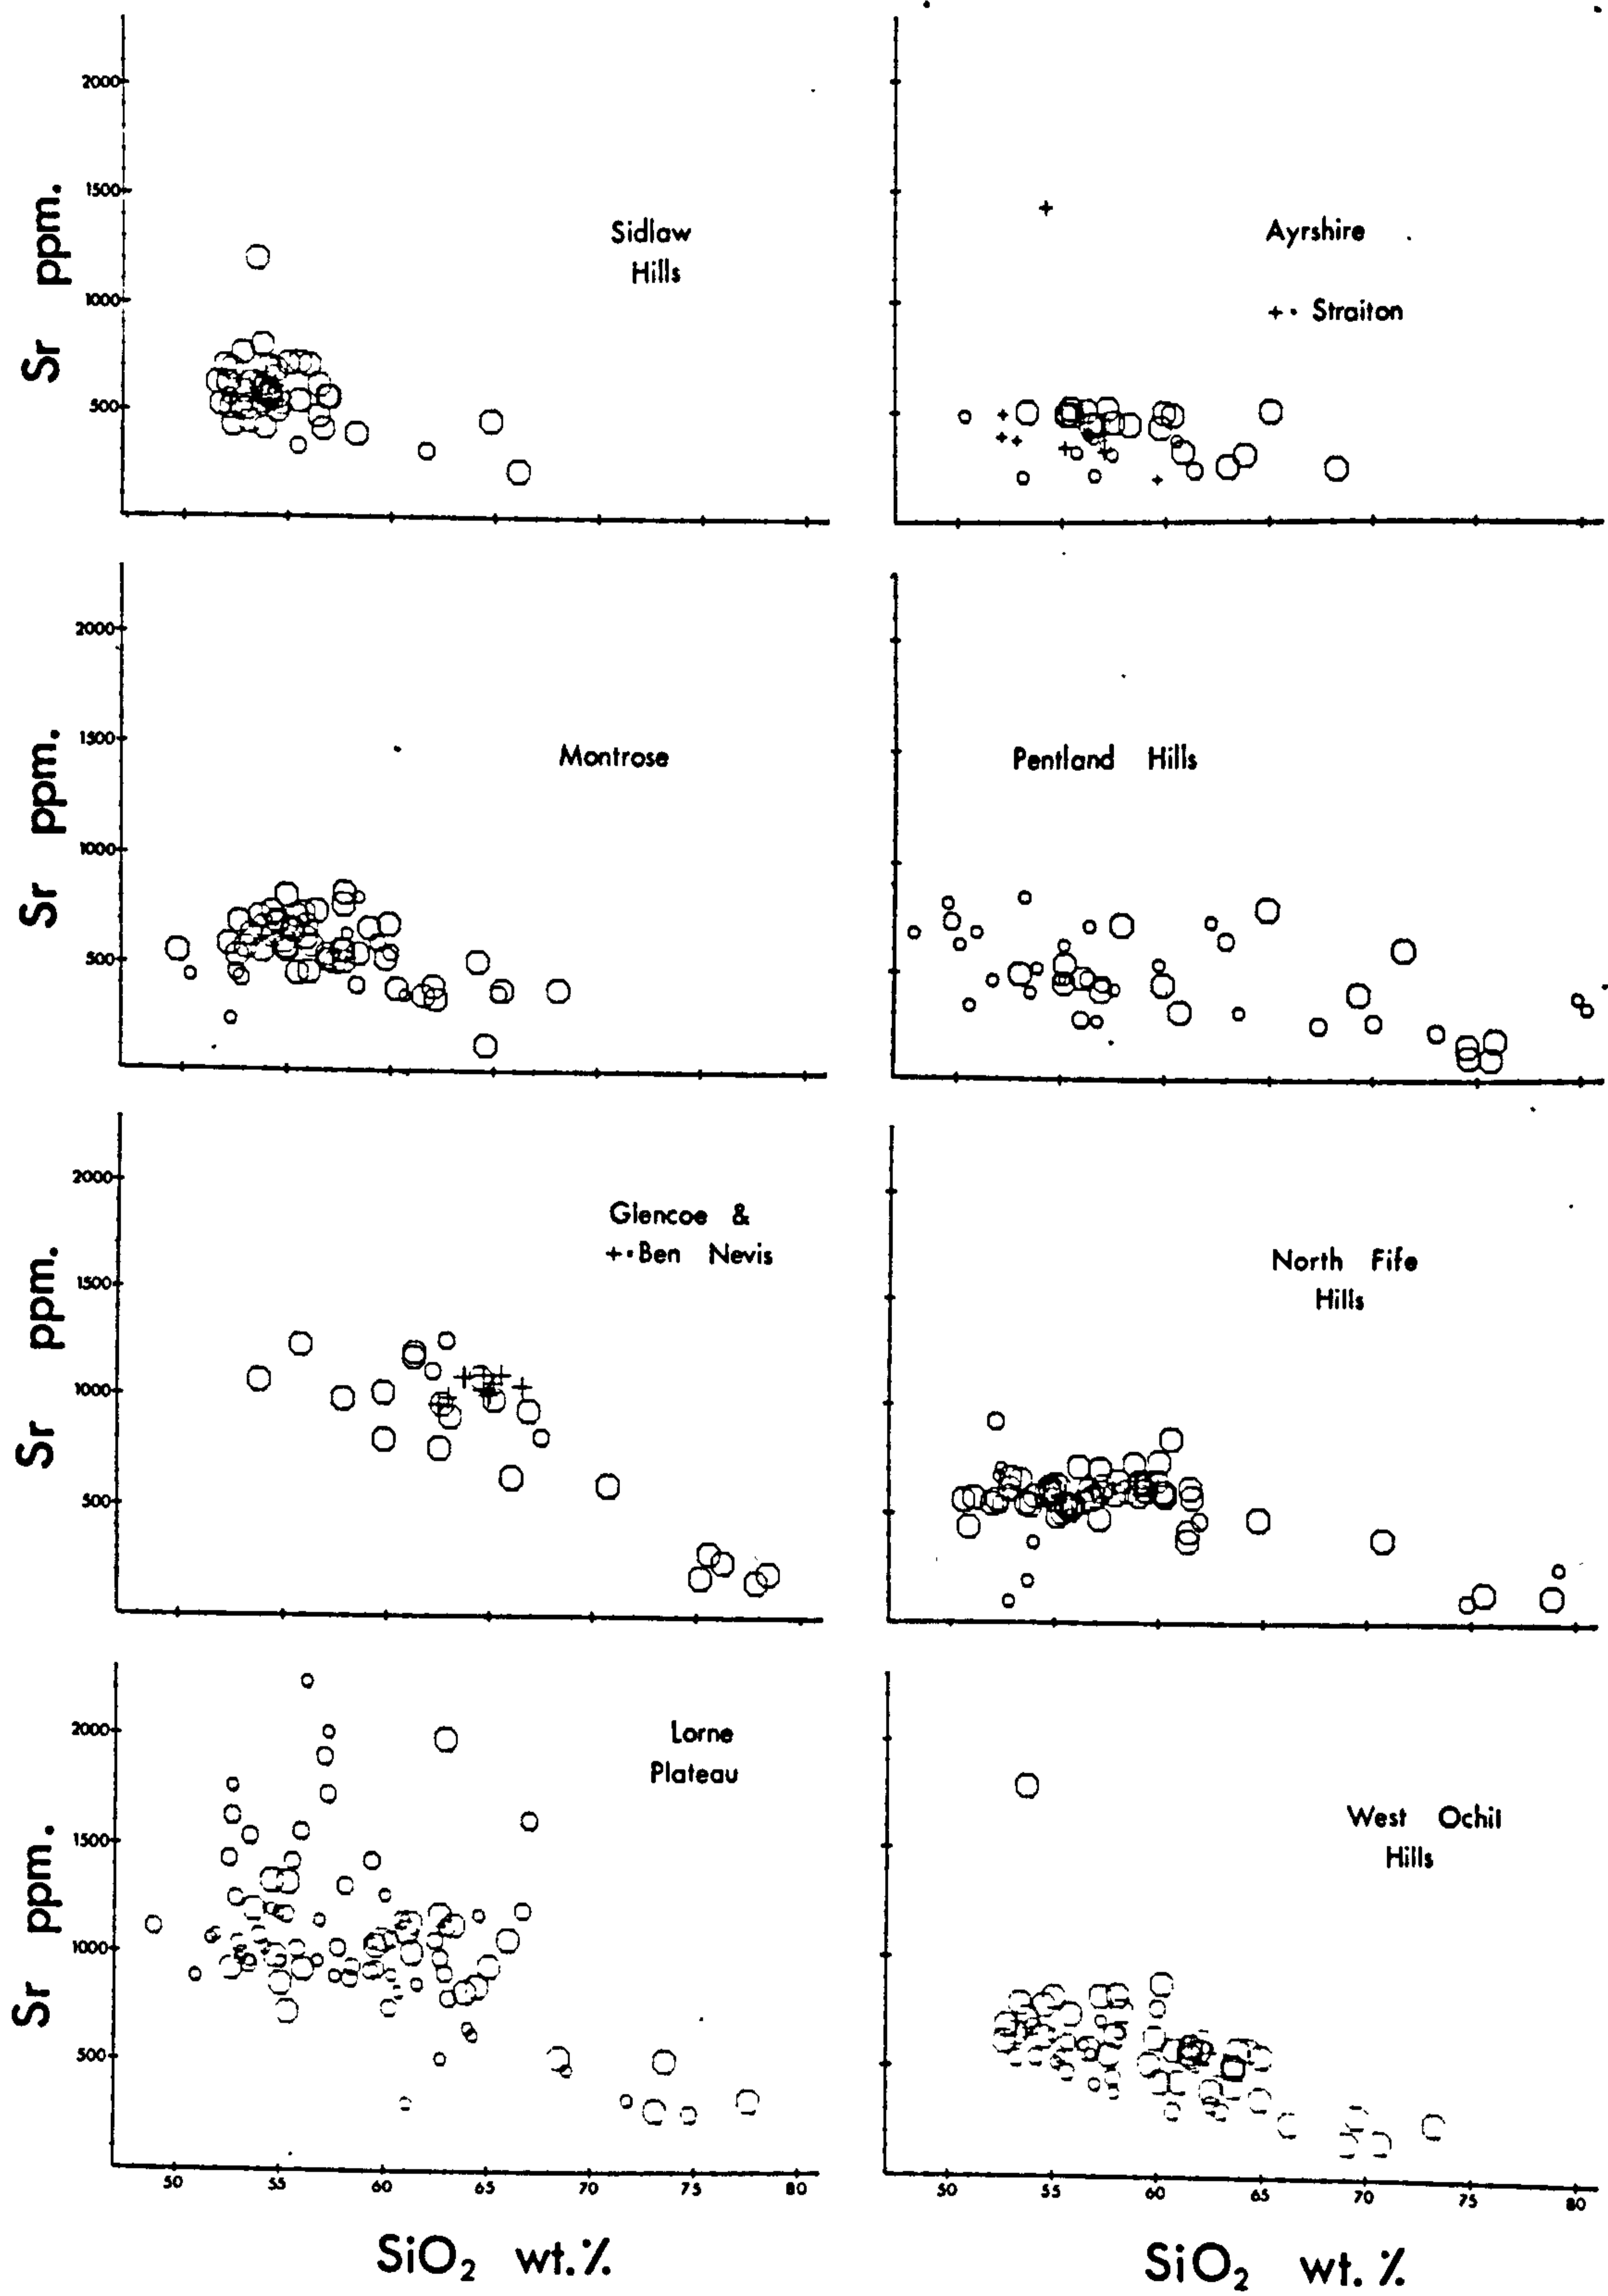 Sr ppm.
2000
1500
1000
500
Sidlaw
Hills
Ayrshire
+· Straiton
Sr ppm.
2000
1500
1000
500
Montrose
Pentland Hills
Sr ppm.
2000
1500
1000
500
Glencoe &
+·Ben Nevis
North Fife
Hills
Sr ppm.
2000
1500
1000
500
Lorne
Plateau
West Ochil
Hills
50 55 60 65 70 75 80
50 55 60 65 70 75 80
SiO₂ wt.%
SiO₂ wt.%